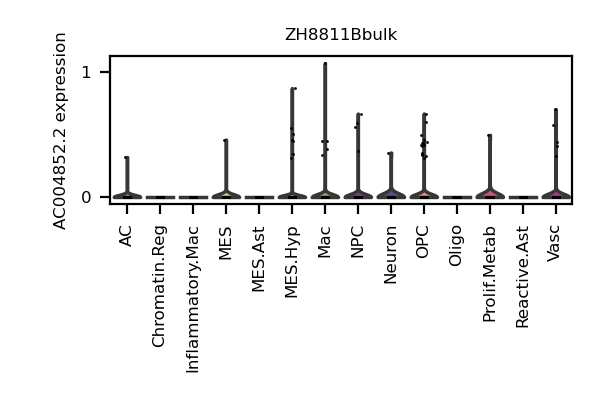 ZH8811Bbulk
AC004852.2 expression
1
0
AC
Chromatin.Reg
Inflammatory.Mac
MES
MES.Ast
MES.Hyp
Mac
NPC
Neuron
OPC
Oligo
Prolif.Metab
Reactive.Ast
Vasc